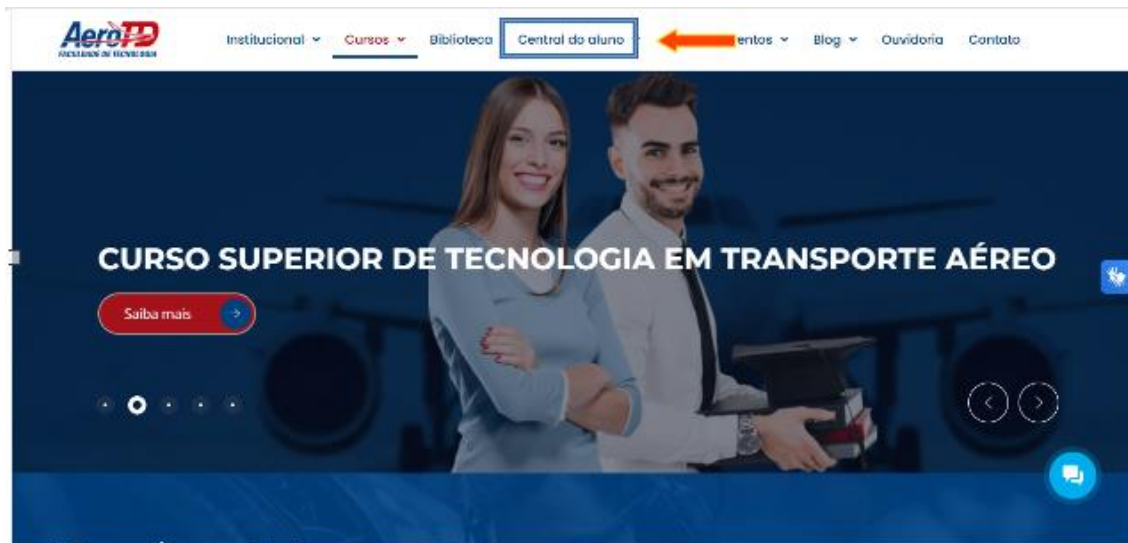 AeroTD
FACULDADE DE TECNOLOGIA
Institucional Cursos Biblioteca Central do aluno entos Blog Ouvidoria Contato
CURSO SUPERIOR DE TECNOLOGIA EM TRANSPORTE AÉREO
Saiba mais